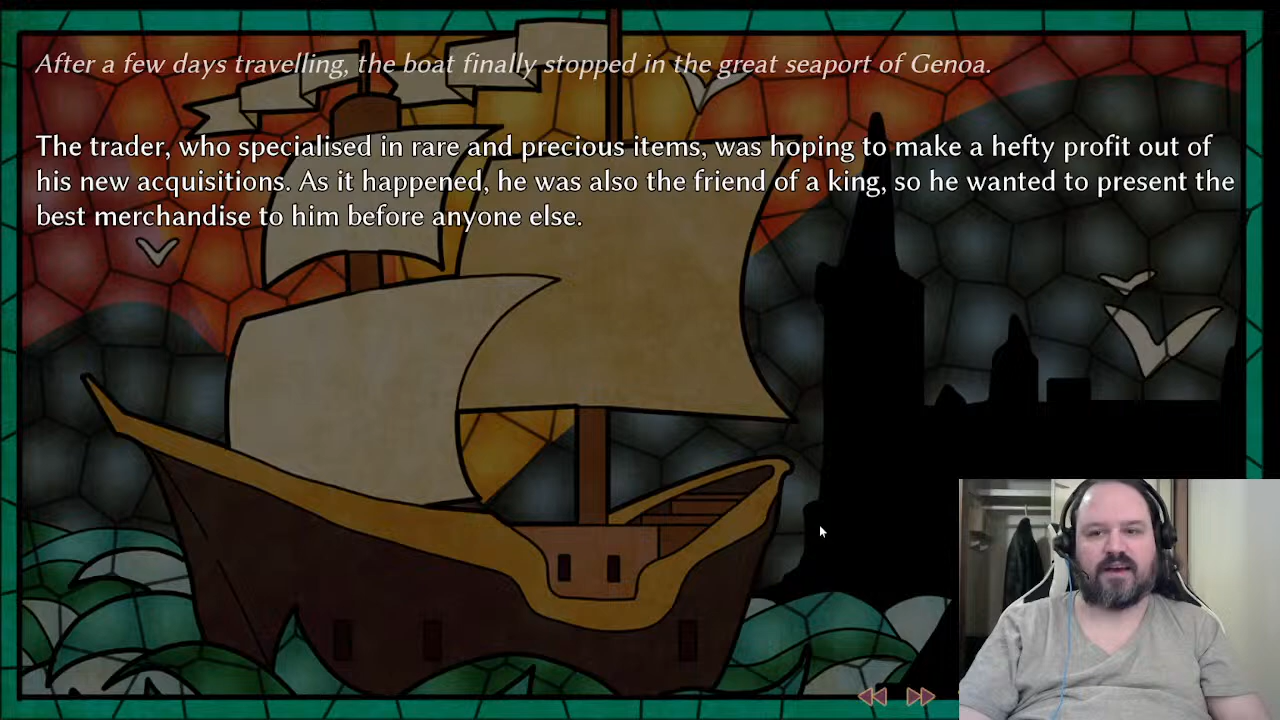 After a few days travelling, the boat finally stopped in the great seaport of Genoa.
The trader, who specialised in rare and precious items, was hoping to make a hefty profit out of
his new acquisitions. As it happened, he was also the friend of a king, so he wanted to present the
best merchandise to him before anyone else.